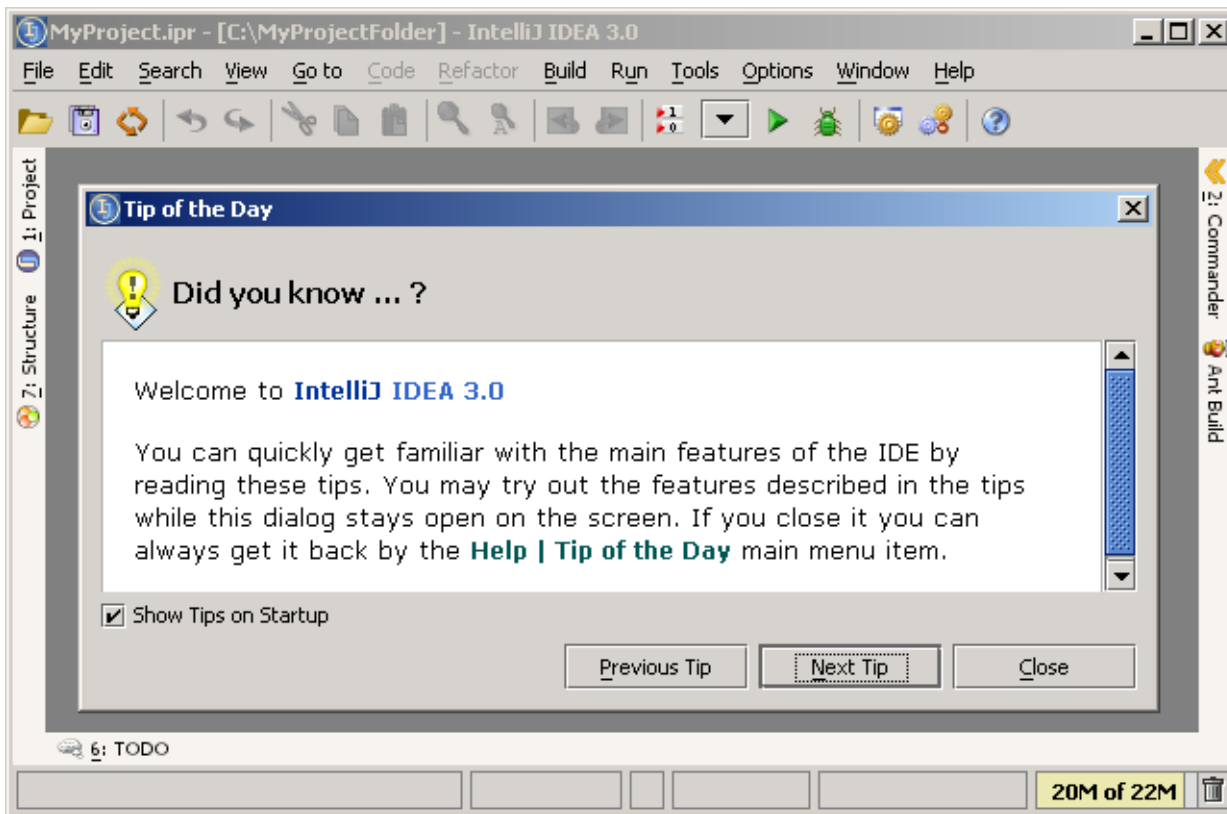 MyProject.ipr - [C:\MyProjectFolder] - IntelliJ IDEA 3.0
File Edit Search View Go to Code Refactor Build Run Tools Options Window Help
1: Project
7: Structure
Tip of the Day
Did you know ... ?
Welcome to IntelliJ IDEA 3.0
You can quickly get familiar with the main features of the IDE by
reading these tips. You may try out the features described in the tips
while this dialog stays open on the screen. If you close it you can
always get it back by the Help | Tip of the Day main menu item.
Show Tips on Startup
Previous Tip Next Tip Close
2: Commander
Ant Build
6: TODO
20M of 22M